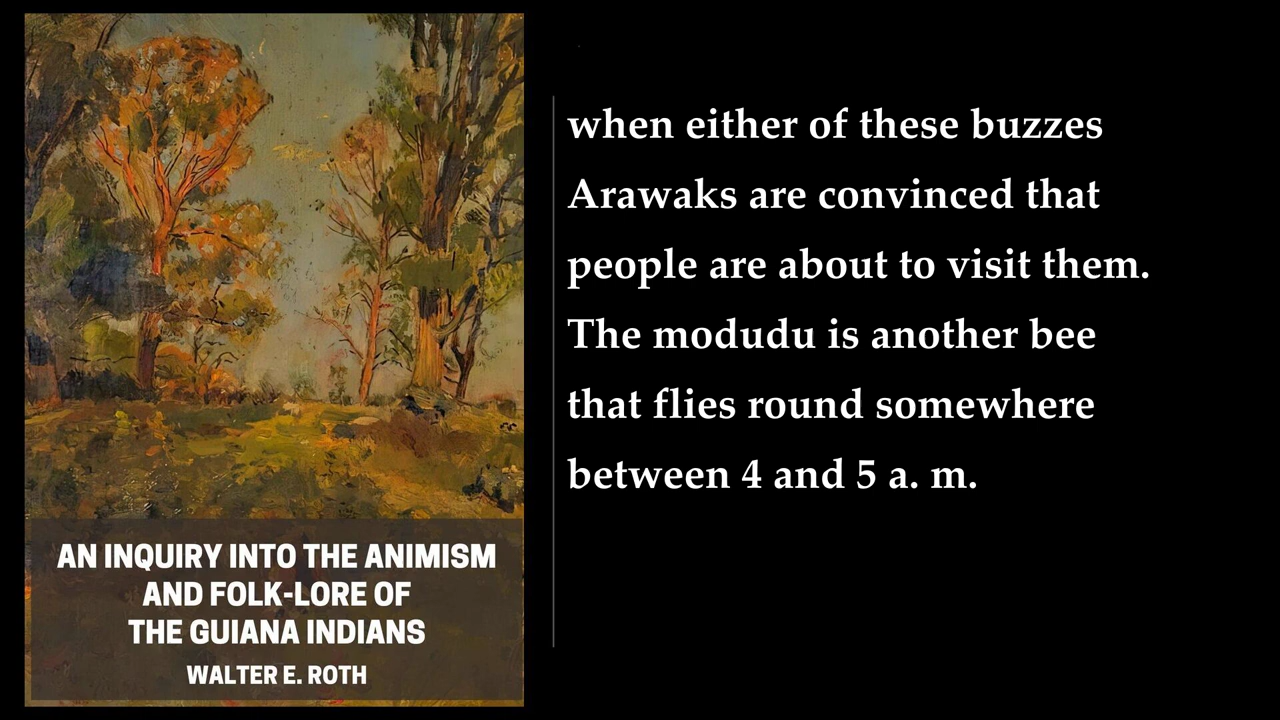 when either of these buzzes
Arawaks are convinced that
people are about to visit them.
The modudu is another bee
that flies round somewhere
between 4 and 5 a. m.
AN INQUIRY INTO THE ANIMISM
AND FOLK-LORE OF
THE GUIANA INDIANS
WALTER E. ROTH